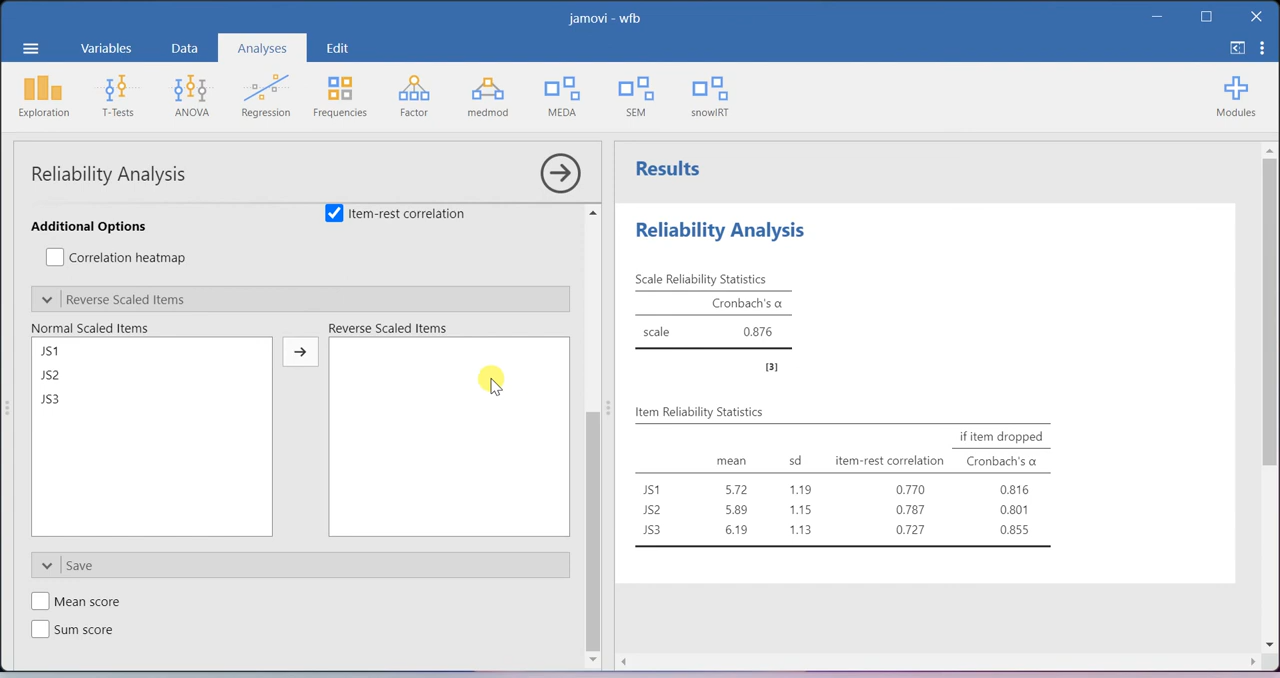 jamovi - wfb
Variables Data Analyses Edit
Exploration T-Tests ANOVA Regression Frequencies Factor medmod MEDA SEM snowIRT Modules
Reliability Analysis
Item-rest correlation
Additional Options
Correlation heatmap
Reverse Scaled Items
Normal Scaled Items Reverse Scaled Items
JS1
JS2
JS3
Save
Mean score
Sum score
Results
Reliability Analysis
Scale Reliability Statistics
Cronbach's α
scale 0.876
[3]
Item Reliability Statistics
if item dropped
mean sd item-rest correlation Cronbach's α
JS1 5.72 1.19 0.770 0.816
JS2 5.89 1.15 0.787 0.801
JS3 6.19 1.13 0.727 0.855